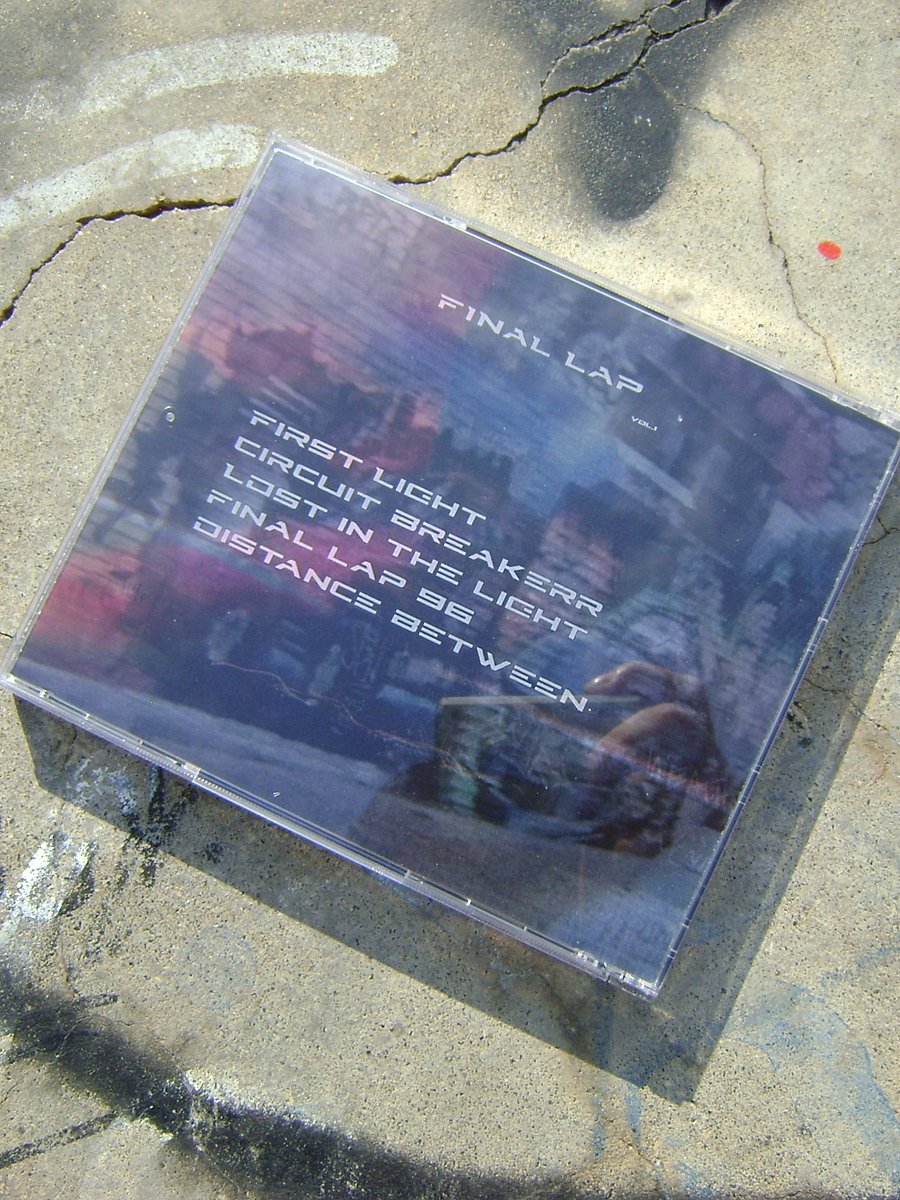 FINAL LAP
VOL.1
FIRST LIGHT
CIRCUIT BREAKERR
LOST IN THE LIGHT
FINAL LAP 96
DISTANCE BETWEEN